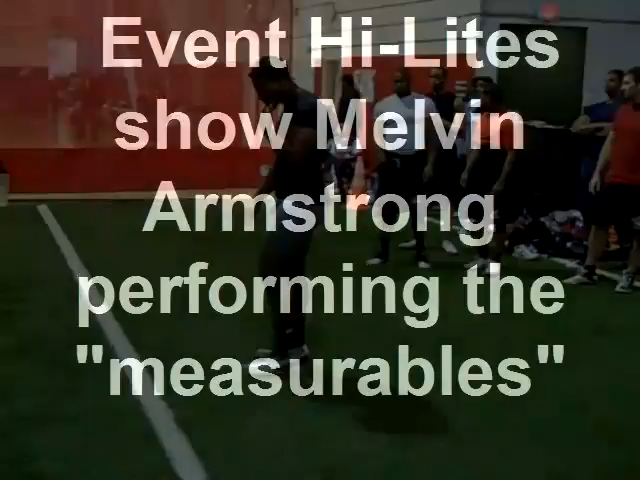 Event Hi-Lites
show Melvin
Armstrong
performing the
"measurables"